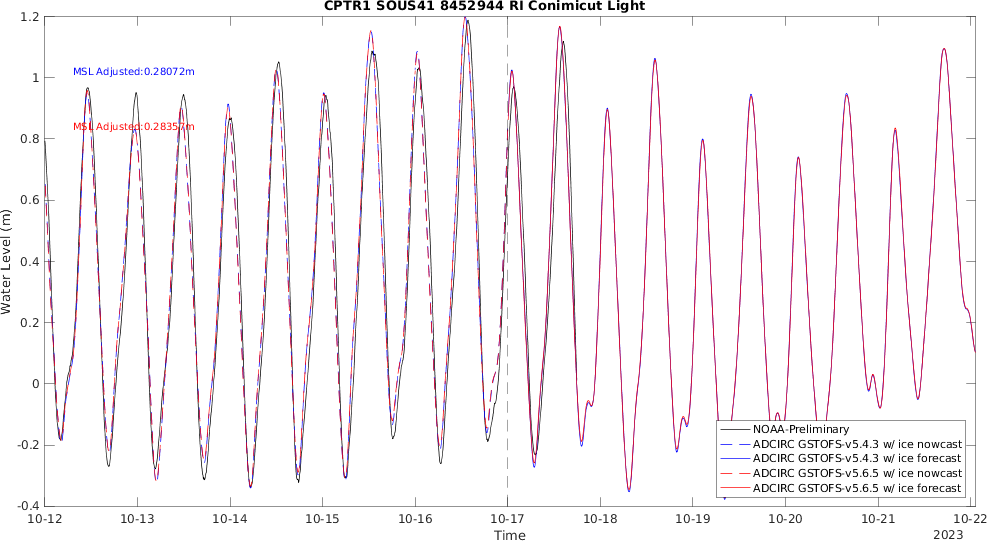 CPTR1 SOUS41 8452944 RI Conimicut Light
1.2
1
0.8
0.6
0.4
0.2
0
-0.2
-0.4
Water Level (m)
MSL Adjusted:0.28072m
MSL Adjusted:0.28357m
NOAA-Preliminary
ADCIRC GSTOFS-v5.4.3 w/ ice nowcast
ADCIRC GSTOFS-v5.4.3 w/ ice forecast
ADCIRC GSTOFS-v5.6.5 w/ ice nowcast
ADCIRC GSTOFS-v5.6.5 w/ ice forecast
10-12 10-13 10-14 10-15 10-16 10-17 10-18 10-19 10-20 10-21 10-22
Time
2023